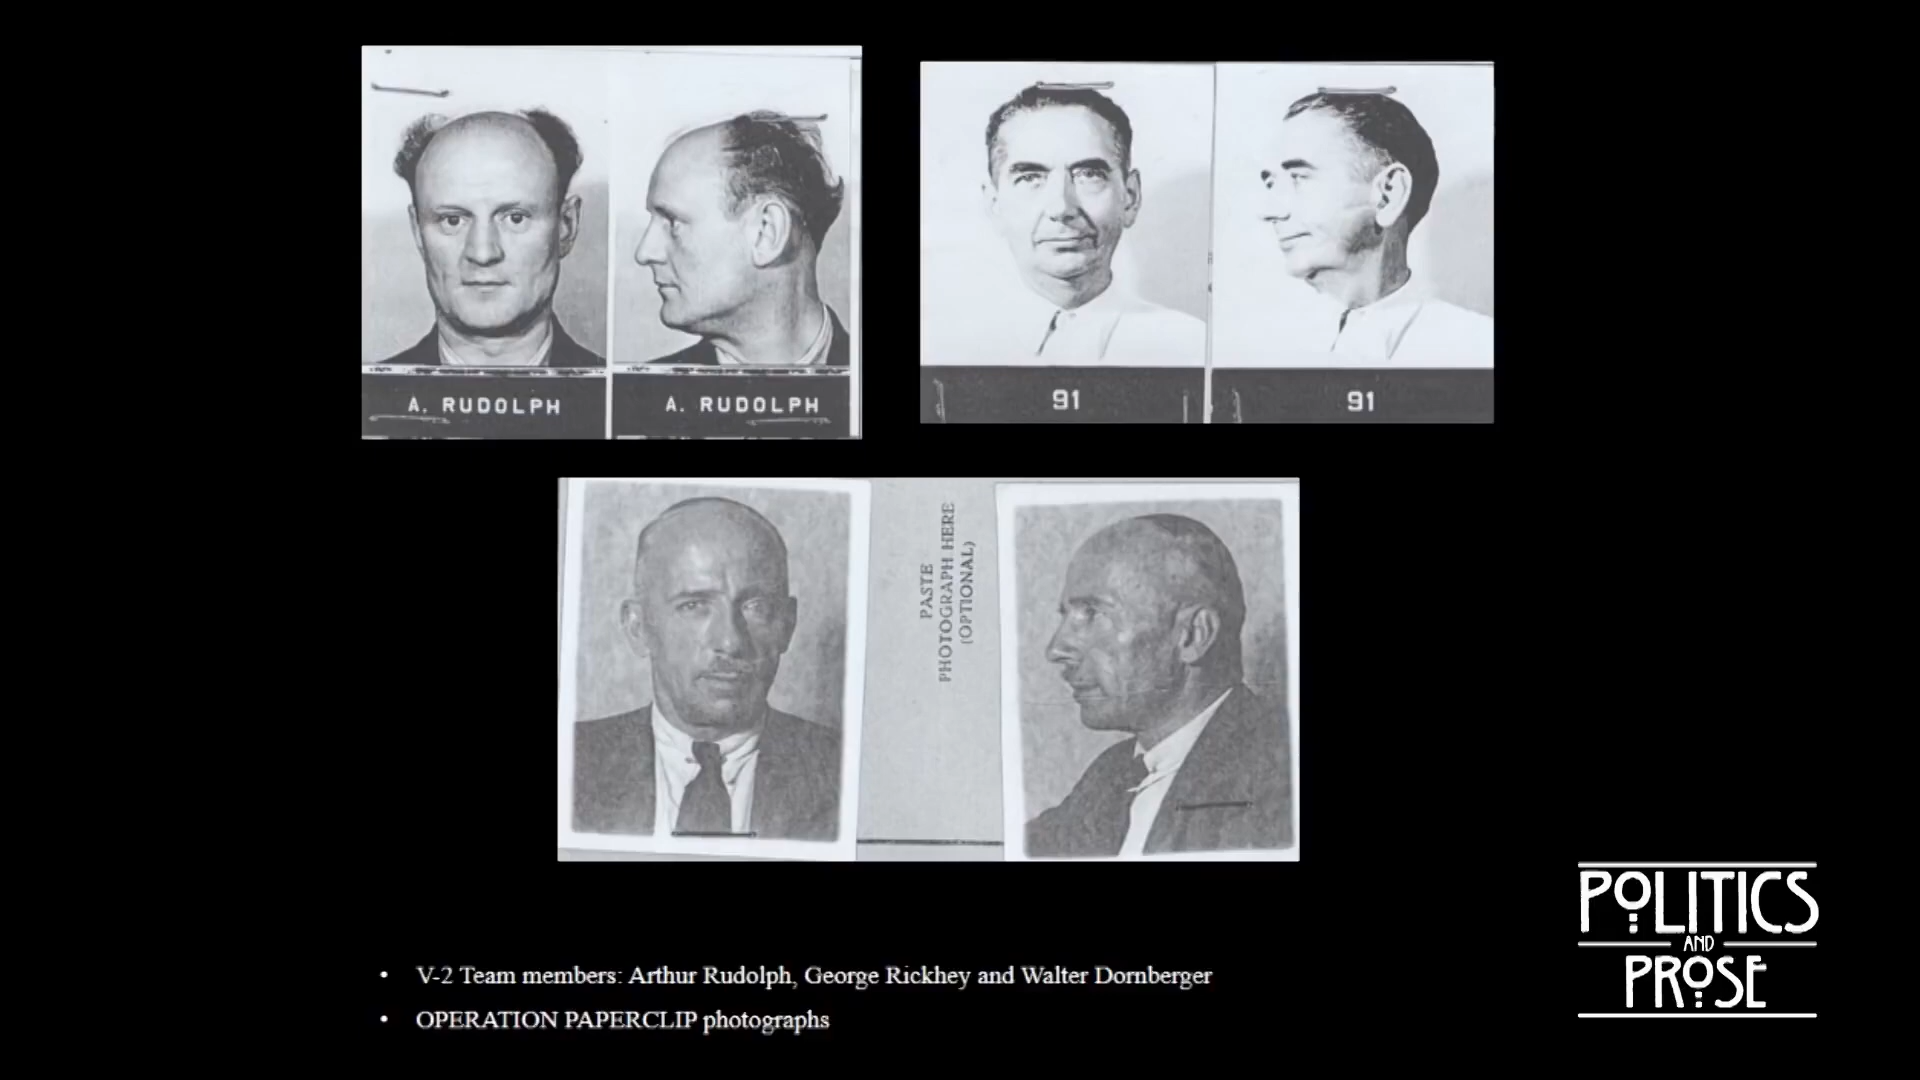 A. RUDOLPH
A. RUDOLPH
91
91
PASTE
PHOTOGRAPH HERE
(OPTIONAL)
• V-2 Team members: Arthur Rudolph, George Rickhey and Walter Dornberger
• OPERATION PAPERCLIP photographs
POLITICS
AND
PROSE